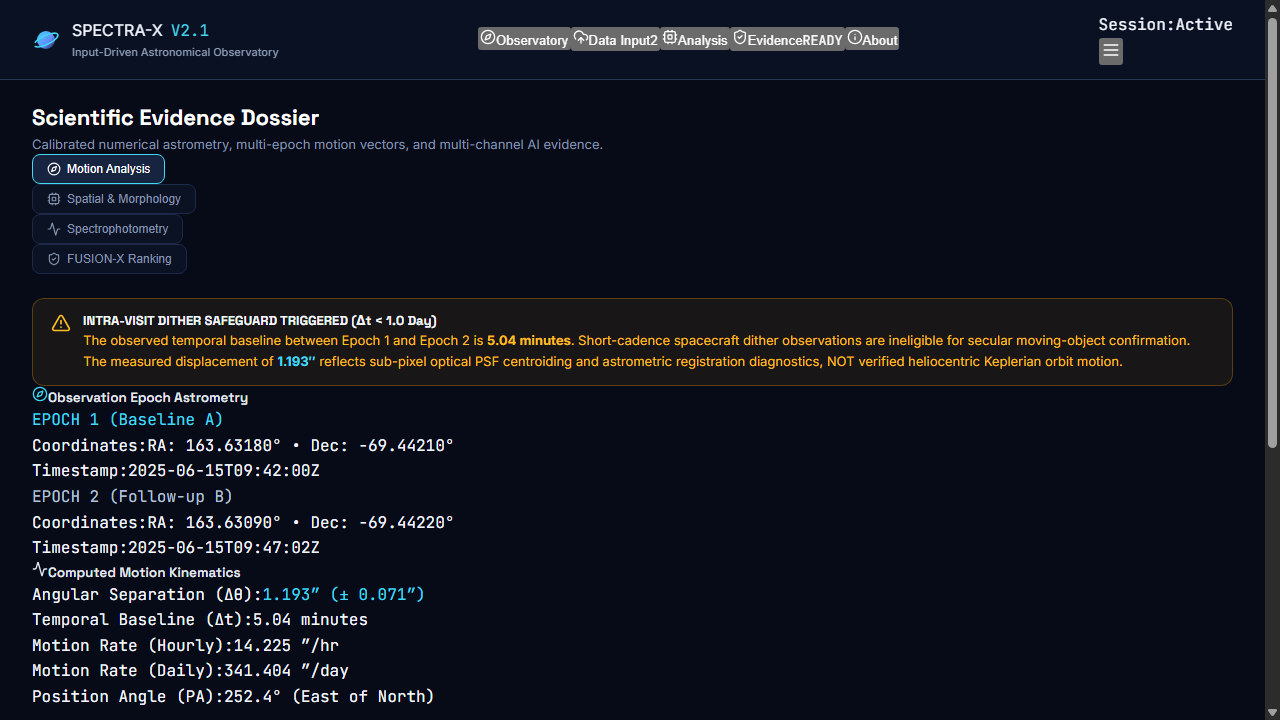 SPECTRA-X V2.1
Input-Driven Astronomical Observatory
Observatory Data Input2 Analysis EvidenceREADY About
Session:Active
Scientific Evidence Dossier
Calibrated numerical astrometry, multi-epoch motion vectors, and multi-channel AI evidence.
Motion Analysis
Spatial & Morphology
Spectrophotometry
FUSION-X Ranking
INTRA-VISIT DITHER SAFEGUARD TRIGGERED (Δt < 1.0 Day)
The observed temporal baseline between Epoch 1 and Epoch 2 is 5.04 minutes. Short-cadence spacecraft dither observations are ineligible for secular moving-object confirmation.
The measured displacement of 1.193″ reflects sub-pixel optical PSF centroiding and astrometric registration diagnostics, NOT verified heliocentric Keplerian orbit motion.
Observation Epoch Astrometry
EPOCH 1 (Baseline A)
Coordinates:RA: 163.63180° • Dec: -69.44210°
Timestamp:2025-06-15T09:42:00Z
EPOCH 2 (Follow-up B)
Coordinates:RA: 163.63090° • Dec: -69.44220°
Timestamp:2025-06-15T09:47:02Z
Computed Motion Kinematics
Angular Separation (Δθ):1.193″ (± 0.071″)
Temporal Baseline (Δt):5.04 minutes
Motion Rate (Hourly):14.225 ″/hr
Motion Rate (Daily):341.404 ″/day
Position Angle (PA):252.4° (East of North)